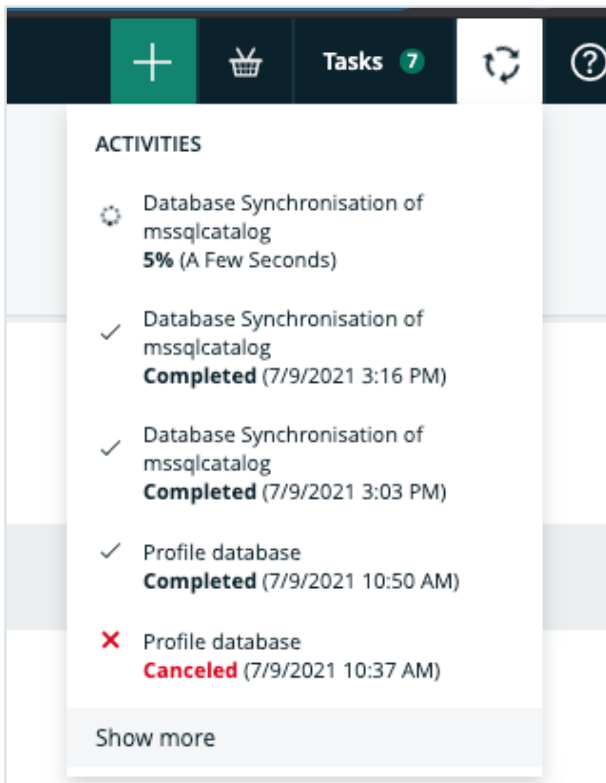 Tasks 7
?
ACTIVITIES
Database Synchronisation of
mssqlcatalog
5% (A Few Seconds)
Database Synchronisation of
mssqlcatalog
Completed (7/9/2021 3:16 PM)
Database Synchronisation of
mssqlcatalog
Completed (7/9/2021 3:03 PM)
Profile database
Completed (7/9/2021 10:50 AM)
Profile database
Canceled (7/9/2021 10:37 AM)
Show more